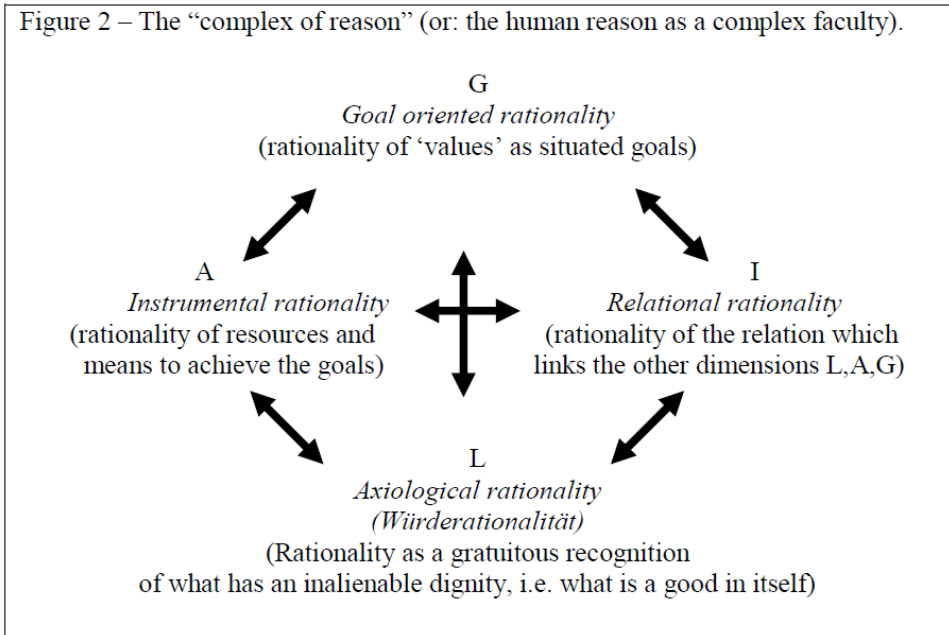 Figure 2 – The “complex of reason” (or: the human reason as a complex faculty).
G
Goal oriented rationality
(rationality of ‘values’ as situated goals)
A
Instrumental rationality
(rationality of resources and
means to achieve the goals)
I
Relational rationality
(rationality of the relation which
links the other dimensions L,A,G)
L
Axiological rationality
(Würderationalität)
(Rationality as a gratuitous recognition
of what has an inalienable dignity, i.e. what is a good in itself)